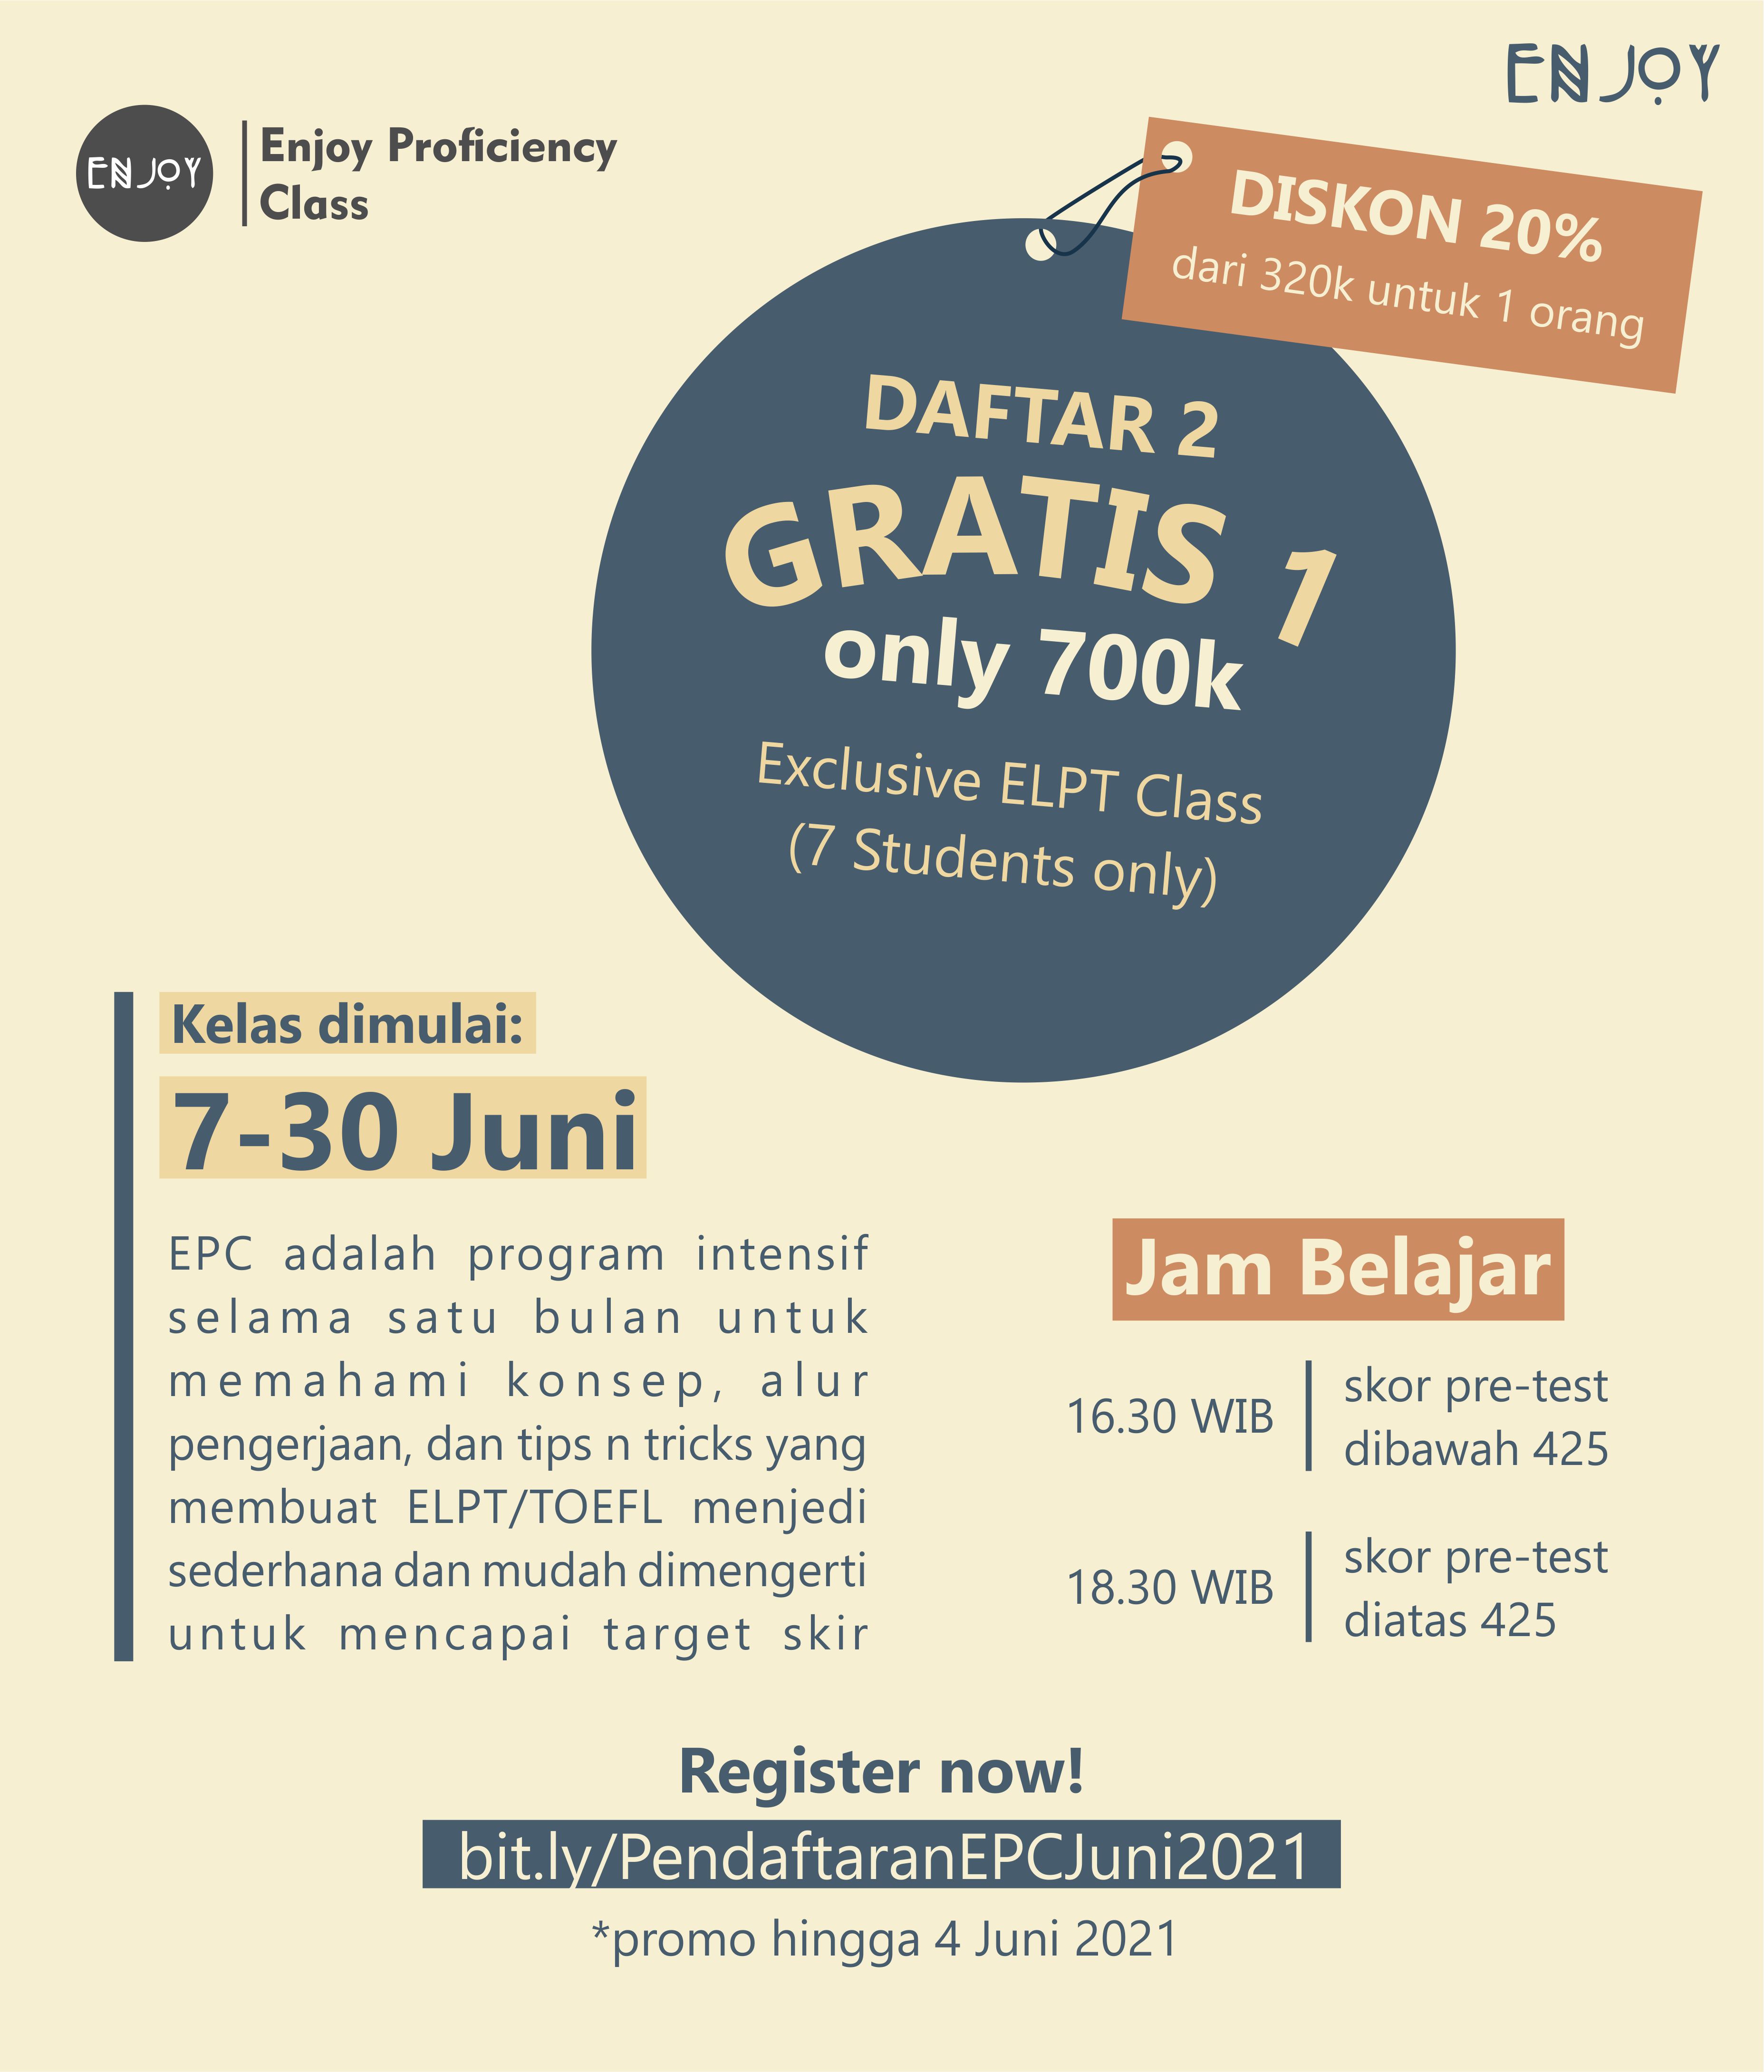 ENJOY
ENJOY
Enjoy Proficiency
Class
DISKON 20%
dari 320k untuk 1 orang
DAFTAR 2
GRATIS 1
only 700k
Exclusive ELPT Class
(7 Students only)
Kelas dimulai:
7-30 Juni
EPC adalah program intensif
selama satu bulan untuk
memahami konsep, alur
pengerjaan, dan tips n tricks yang
membuat ELPT/TOEFL menjedi
sederhana dan mudah dimengerti
untuk mencapai target skir
Jam Belajar
16.30 WIB
skor pre-test
dibawah 425
18.30 WIB
skor pre-test
diatas 425
Register now!
bit.ly/PendaftaranEPCJuni2021
*promo hingga 4 Juni 2021